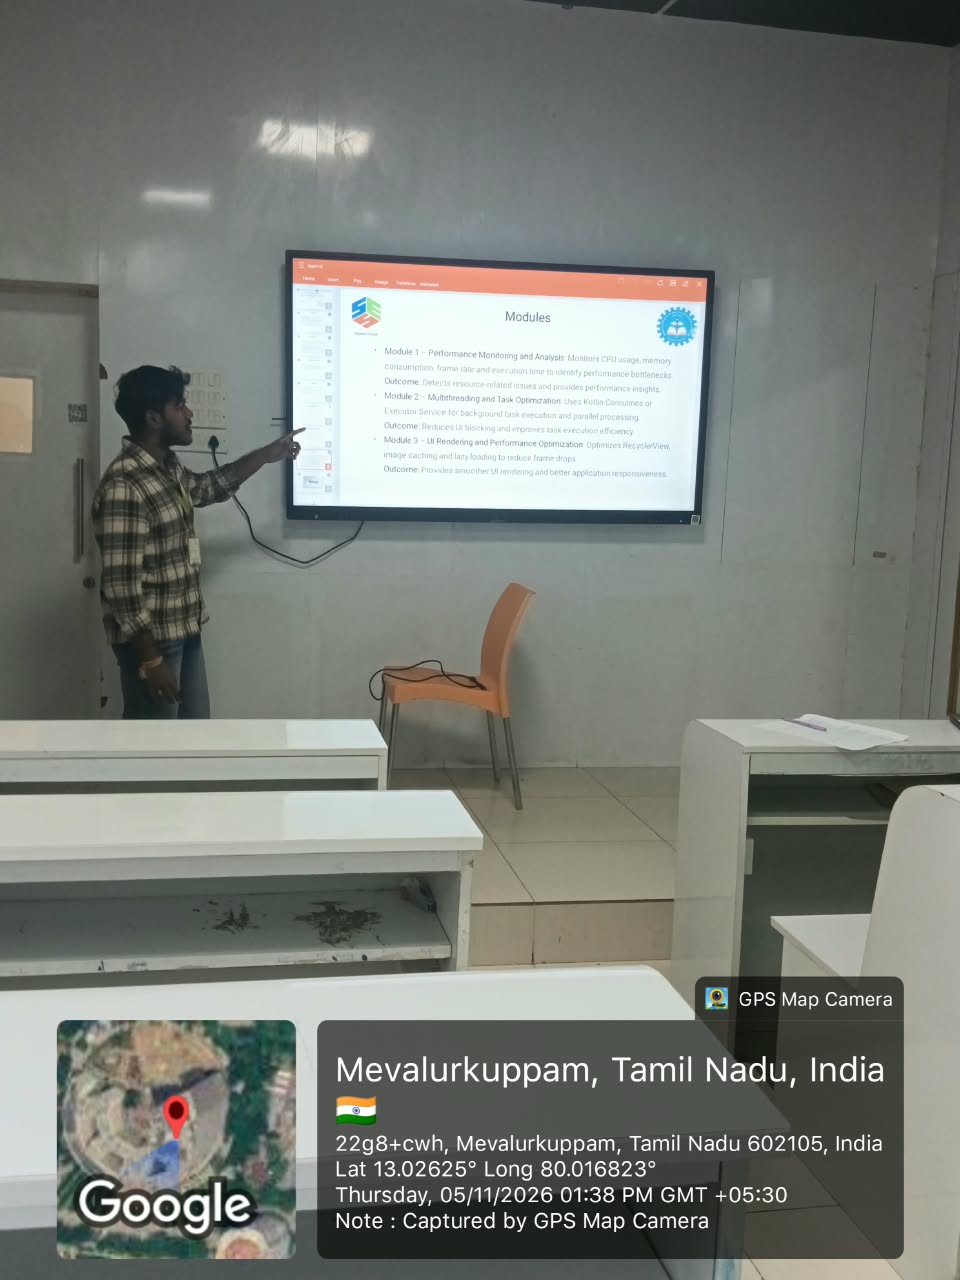 Home
Insert
Play
Design
Modules
• Module 1 – Performance Monitoring and Analysis: Monitors CPU usage, memory
consumption, frame rate and execution time to identify performance bottlenecks.
Outcome: Detects resource-related issues and provides performance insights.
• Module 2 – Multithreading and Task Optimization: Uses Kotlin Coroutines or
Executor Service for background task execution and parallel processing.
Outcome: Reduces UI blocking and improves task execution efficiency.
• Module 3 – UI Rendering and Performance Optimization: Optimizes RecyclerView,
image caching and lazy loading to reduce frame drops.
Outcome: Provides smoother UI rendering and better application responsiveness.
GPS Map Camera
Mevalurkuppam, Tamil Nadu, India
22g8+cwh, Mevalurkuppam, Tamil Nadu 602105, India
Lat 13.02625° Long 80.016823°
Thursday, 05/11/2026 01:38 PM GMT +05:30
Note : Captured by GPS Map Camera
Google